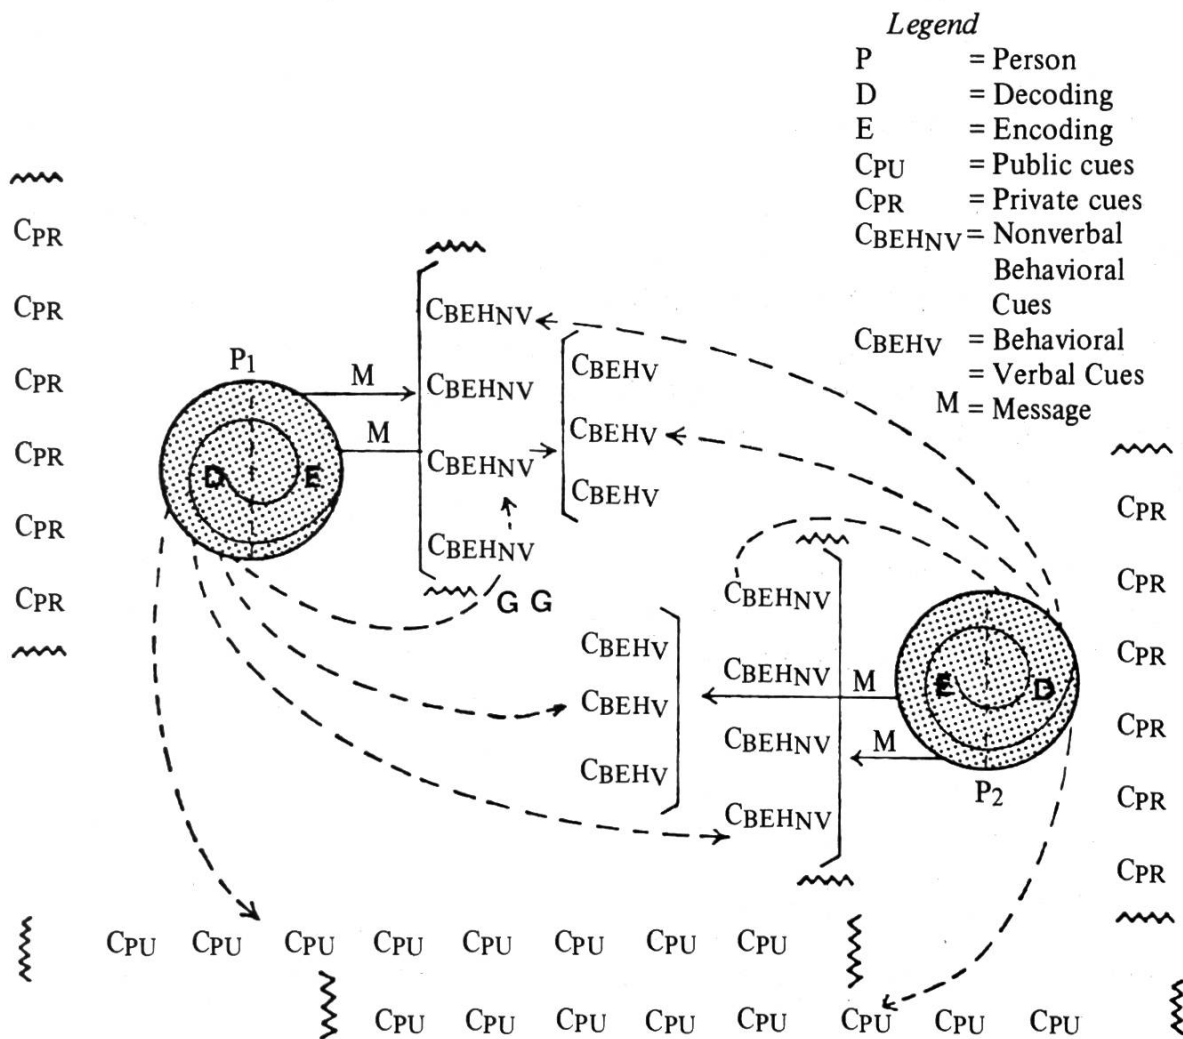 Legend
P = Person
D = Decoding
E = Encoding
CPU = Public cues
CPR = Private cues
CBEHNV = Nonverbal
Behavioral
Cues
CBEHV = Behavioral
= Verbal Cues
M = Message
CPR
CPR
CPR
CPR
CPR
CPR
P1
D E
M
M
CBEHNV
CBEHNV
CBEHNV
CBEHNV
CBEHV
CBEHV
CBEHV
G G
CBEHV
CBEHV
CBEHV
CBEHNV
CBEHNV
CBEHNV
CBEHNV
M
M
E D
P2
CPR
CPR
CPR
CPR
CPR
CPR
CPU CPU CPU CPU CPU CPU CPU CPU
CPU CPU CPU CPU CPU CPU CPU CPU